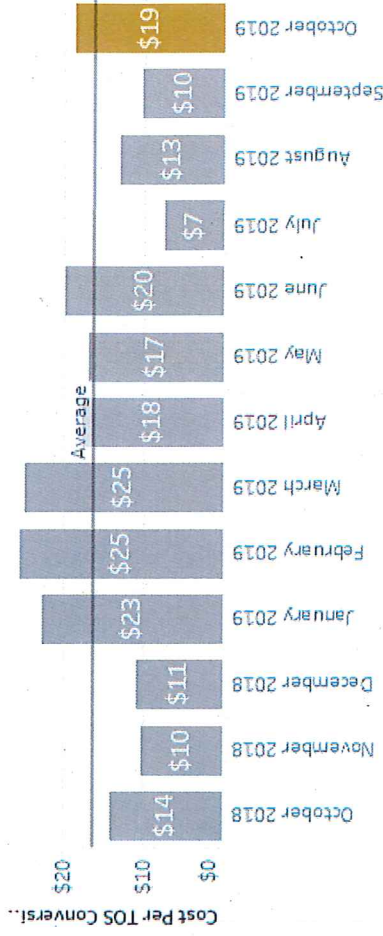 Cost Per TOS Conversi..
$20
$10
$0
Average
$14
$10
$11
$23
$25
$25
$18
$17
$20
$7
$13
$10
$19
October 2018
November 2018
December 2018
January 2019
February 2019
March 2019
April 2019
May 2019
June 2019
July 2019
August 2019
September 2019
October 2019